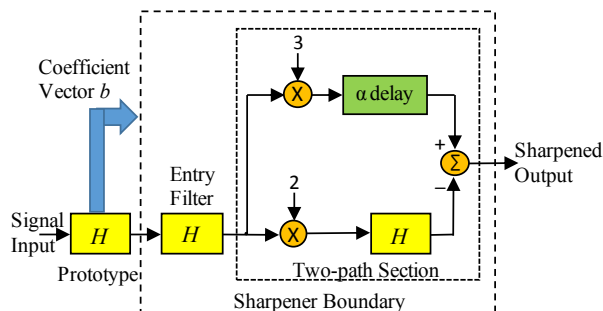 3
Coefficient
Vector b
X
α delay
+
Entry
Filter
Σ
Sharpened
Output
2
−
Signal
Input
H
H
X
H
Prototype
Two-path Section
Sharpener Boundary